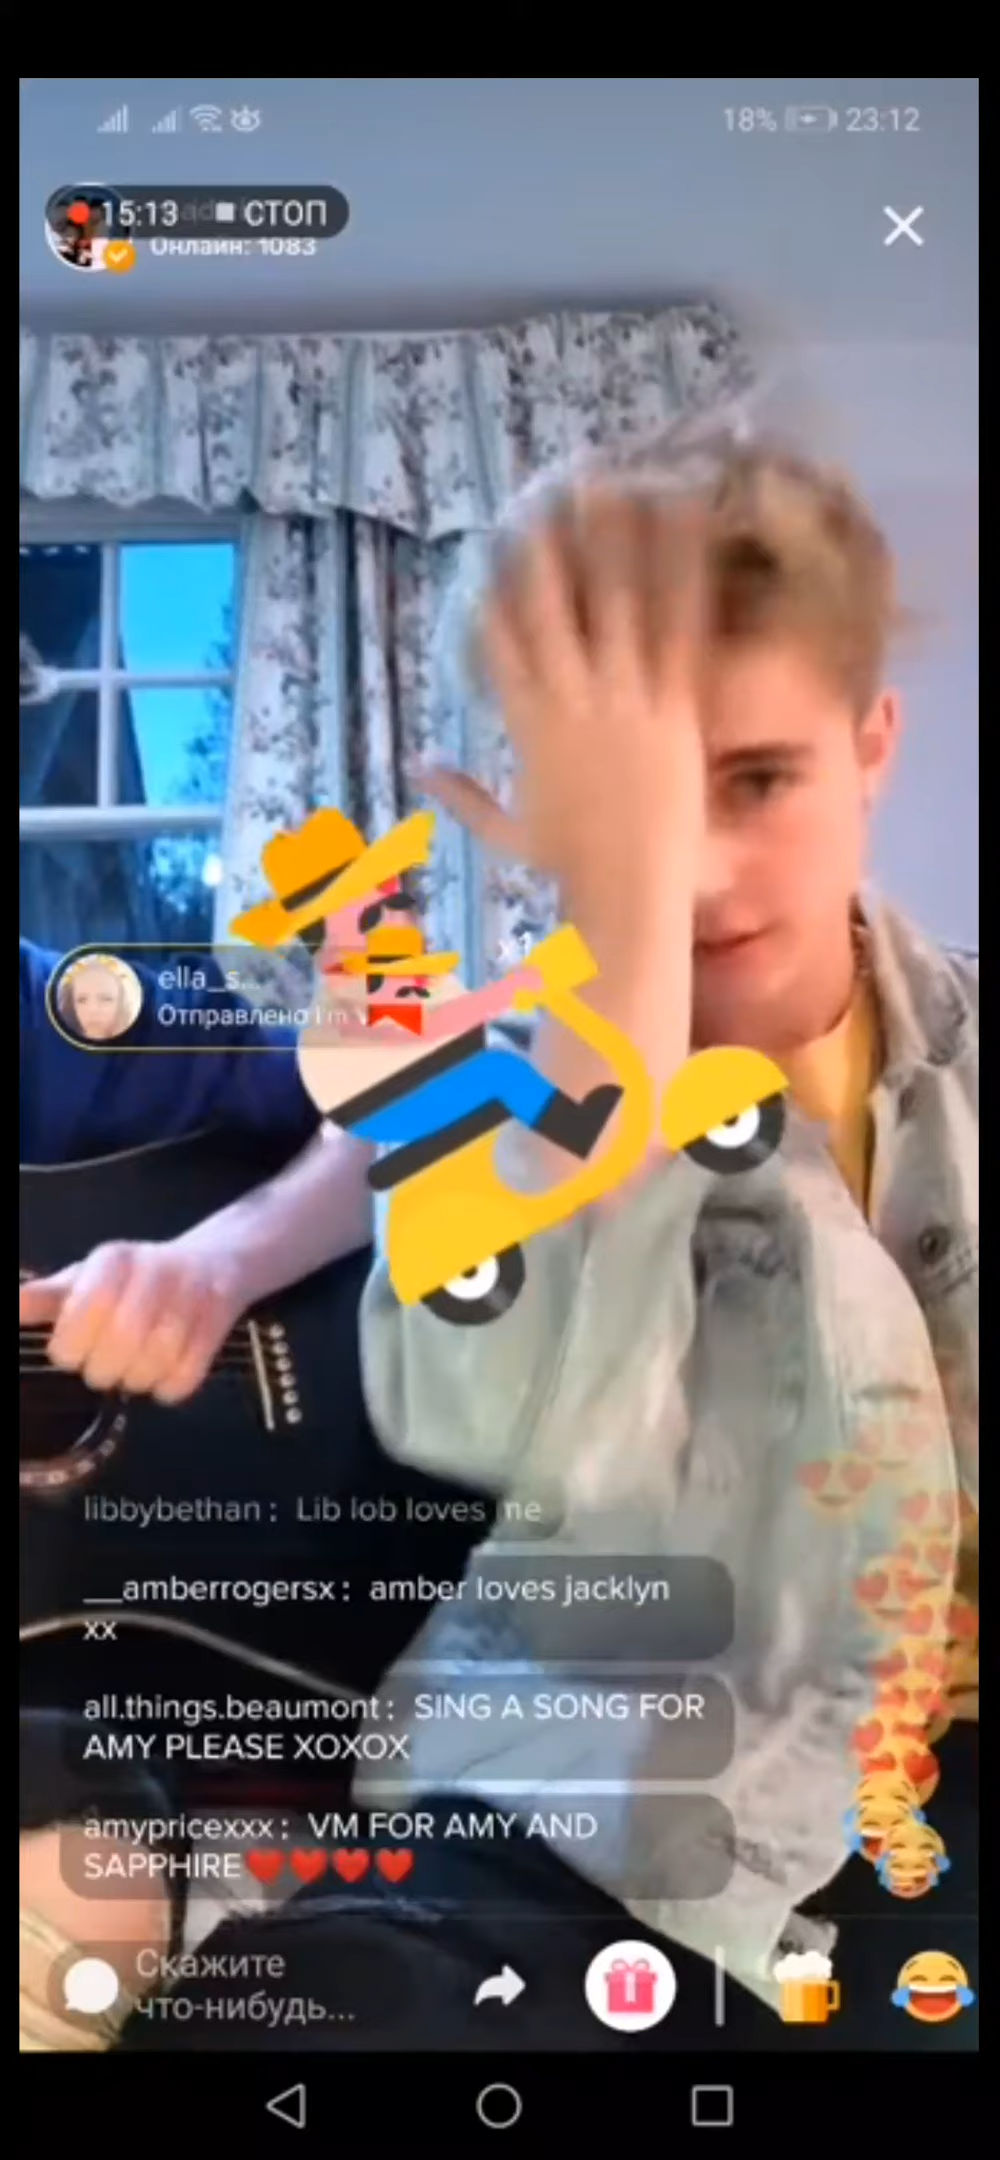 18% 23:12
15:13 СТОП
Онлайн: 1083
x1
ella_s...
Отправлено I'm
libbybethan: Lib lob loves me
__amberrogersx: amber loves jacklyn
xx
all.things.beaumont: SING A SONG FOR
AMY PLEASE XOXOX
amypricexxx: VM FOR AMY AND
SAPPHIRE❤️❤️❤️❤️
Скажите
что-нибудь...